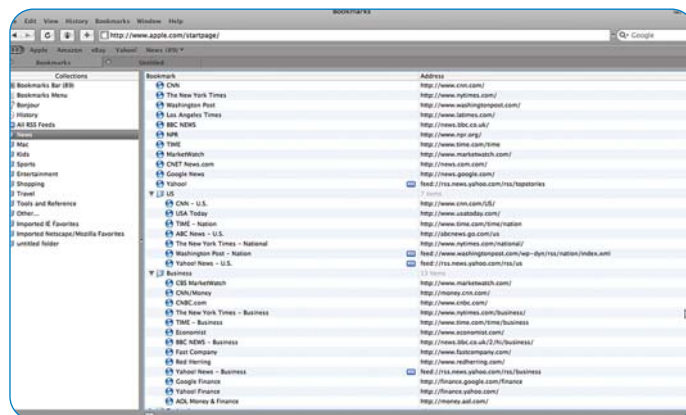 Bookmarks
Edit View History Bookmarks Window Help
http://www.apple.com/startpage/
Google
Apple Amazon eBay Yahoo! News (89)
Bookmarks Untitled
Collections
Bookmarks Bar (89)
Bookmarks Menu
Bonjour
History
All RSS Feeds
News
Mac
Kids
Sports
Entertainment
Shopping
Travel
Tools and Reference
Other...
Imported IE Favorites
Imported Netscape/Mozilla Favorites
untitled folder
Bookmark Address
CNN http://www.cnn.com/
The New York Times http://www.nytimes.com/
Washington Post http://www.washingtonpost.com/
Los Angeles Times http://www.latimes.com/
BBC NEWS http://news.bbc.co.uk/
NPR http://www.npr.org/
TIME http://www.time.com/time
MarketWatch http://www.marketwatch.com/
CNET News.com http://news.com.com/
Google News http://news.google.com/
Yahoo! feed://rss.news.yahoo.com/rss/topstories
US 7 items
CNN - U.S. http://www.cnn.com/US/
USA Today http://www.usatoday.com/
TIME - Nation http://www.time.com/time/nation
ABC News - U.S. http://abcnews.go.com/us
The New York Times - National http://www.nytimes.com/national/
Washington Post - Nation feed://www.washingtonpost.com/wp-dyn/rss/nation/index.xml
Yahoo! News - U.S. feed://rss.news.yahoo.com/rss/us
Business 13 items
CBS MarketWatch http://www.marketwatch.com/
CNN/Money http://money.cnn.com/
CNBC.com http://www.cnbc.com/
The New York Times - Business http://www.nytimes.com/business/
TIME - Business http://www.time.com/time/business
Economist http://www.economist.com/
BBC NEWS - Business http://news.bbc.co.uk/2/hi/business/
Fast Company http://www.fastcompany.com/
Red Herring http://www.redherring.com/
Yahoo! News - Business feed://rss.news.yahoo.com/rss/business
Google Finance http://finance.google.com/finance
Yahoo! Finance http://finance.yahoo.com/
AOL Money & Finance http://money.aol.com/